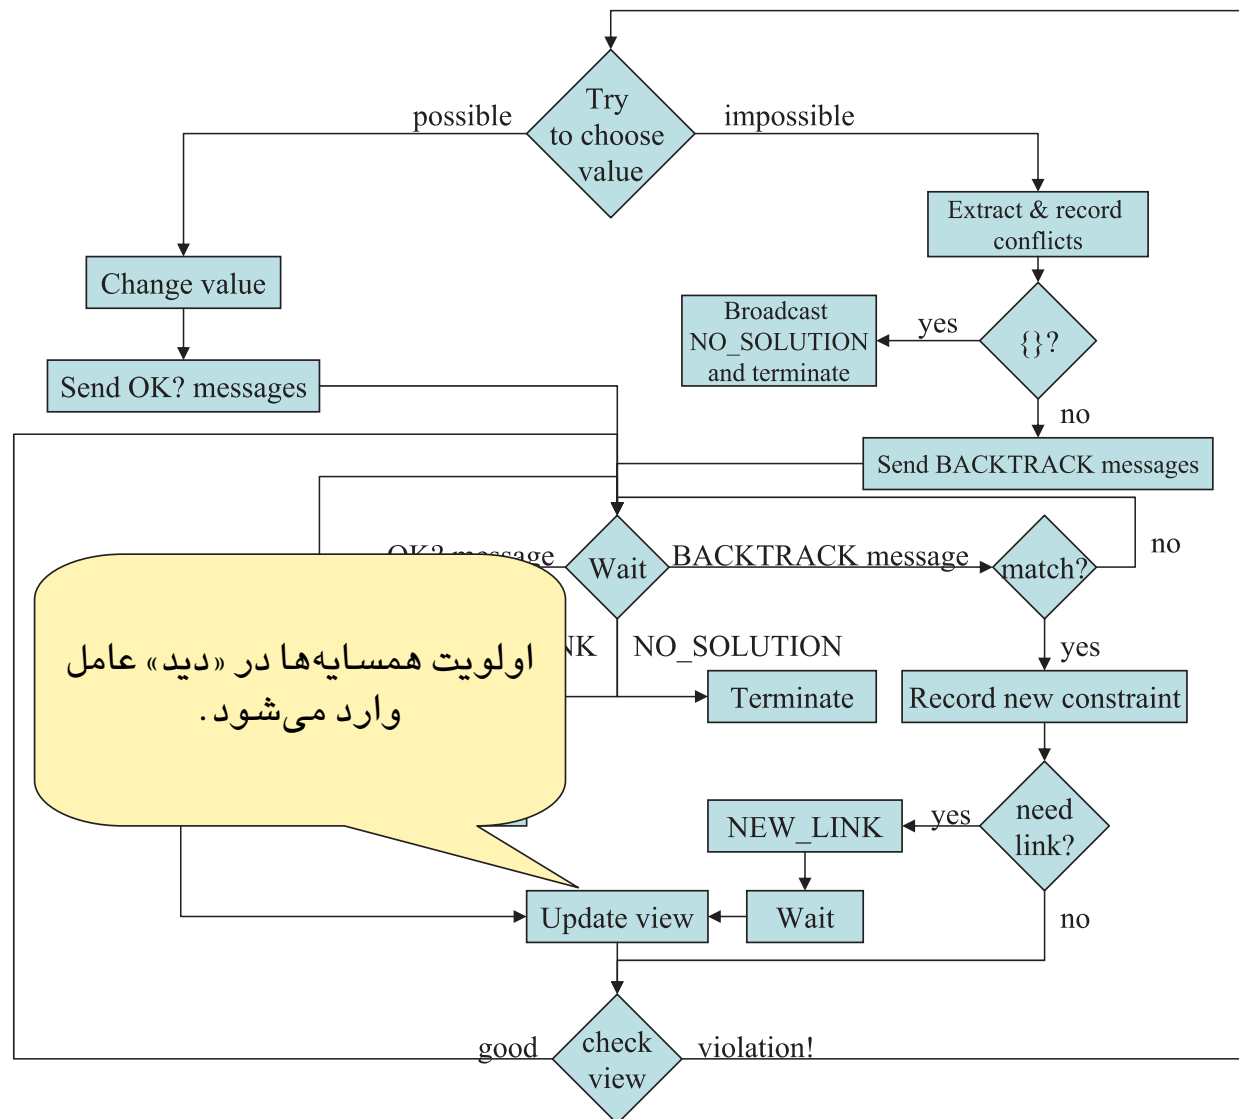 Try
to choose
value
possible
impossible
Extract & record
conflicts
Change value
Broadcast
NO_SOLUTION
and terminate
yes
{}?
Send OK? messages
no
Send BACKTRACK messages
OK? message
Wait
BACKTRACK message
match?
no
اولویت همسایه‌ها در «دید» عامل
وارد می‌شود.
NO_SOLUTION
yes
Terminate
Record new constraint
NEW_LINK
yes
need
link?
Update view
Wait
no
good
check
view
violation!